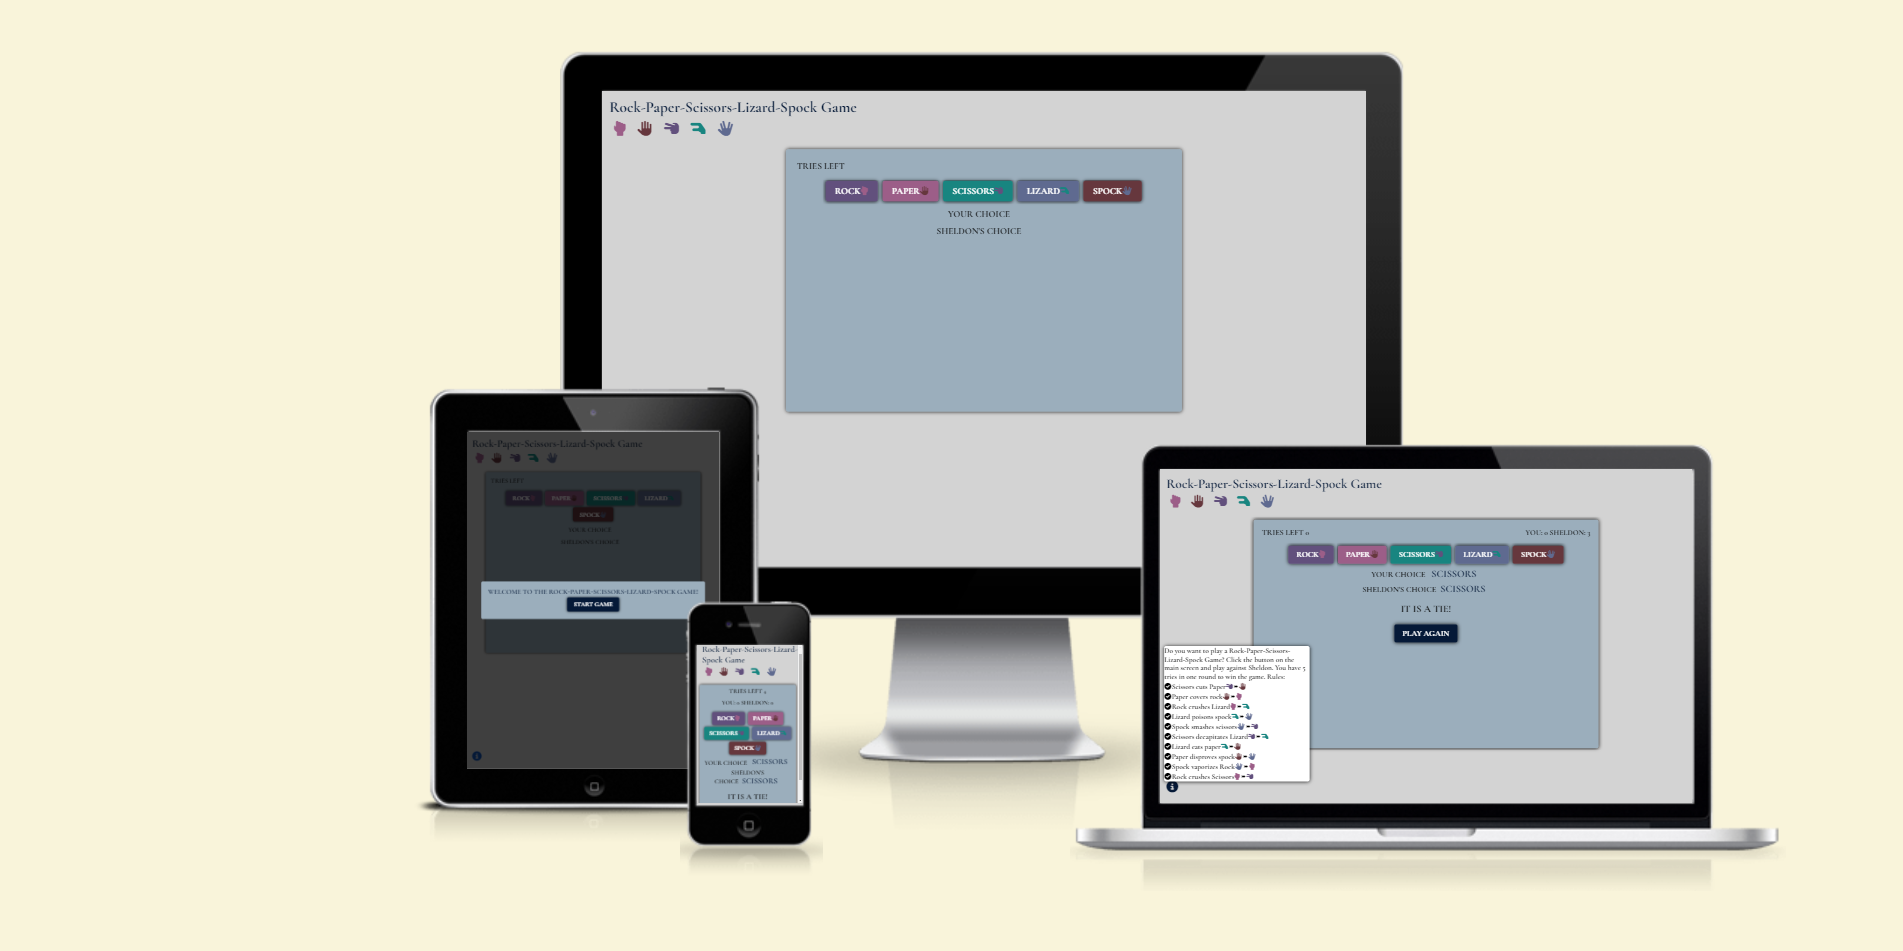 Rock-Paper-Scissors-Lizard-Spock Game
TRIES LEFT
ROCK PAPER SCISSORS LIZARD SPOCK
YOUR CHOICE
SHELDON'S CHOICE
Rock-Paper-Scissors-Lizard-Spock Game
TRIES LEFT
ROCK PAPER SCISSORS LIZARD
SPOCK
YOUR CHOICE
SHELDON'S CHOICE
WELCOME TO THE ROCK-PAPER-SCISSORS-LIZARD-SPOCK GAME!
START GAME
Rock-Paper-Scissors-Lizard-
Spock Game
TRIES LEFT 4
YOU: 0 SHELDON: 0
ROCK PAPER
SCISSORS LIZARD
SPOCK
YOUR CHOICE SCISSORS
SHELDON'S
CHOICE SCISSORS
IT IS A TIE!
Rock-Paper-Scissors-Lizard-Spock Game
TRIES LEFT 0 YOU: 0 SHELDON: 3
ROCK PAPER SCISSORS LIZARD SPOCK
YOUR CHOICE SCISSORS
SHELDON'S CHOICE SCISSORS
IT IS A TIE!
PLAY AGAIN
Do you want to play a Rock-Paper-Scissors-
Lizard-Spock Game? Click the button on the
main screen and play against Sheldon. You have 5
tries in one round to win the game. Rules:
Scissors cuts Paper
Paper covers rock
Rock crushes Lizard
Lizard poisons spock
Spock smashes scissors
Scissors decapitates Lizard
Lizard eats paper
Paper disproves spock
Spock vaporizes Rock
Rock crushes Scissors